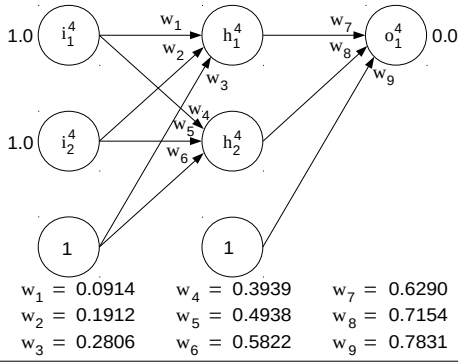 1.0 i₁⁴ w₁ h₁⁴ w₇ o₁⁴ 0.0
w₂ w₈
w₃ w₉
w₄
1.0 i₂⁴ w₅ h₂⁴
w₆
1 1
w₁ = 0.0914 w₄ = 0.3939 w₇ = 0.6290
w₂ = 0.1912 w₅ = 0.4938 w₈ = 0.7154
w₃ = 0.2806 w₆ = 0.5822 w₉ = 0.7831